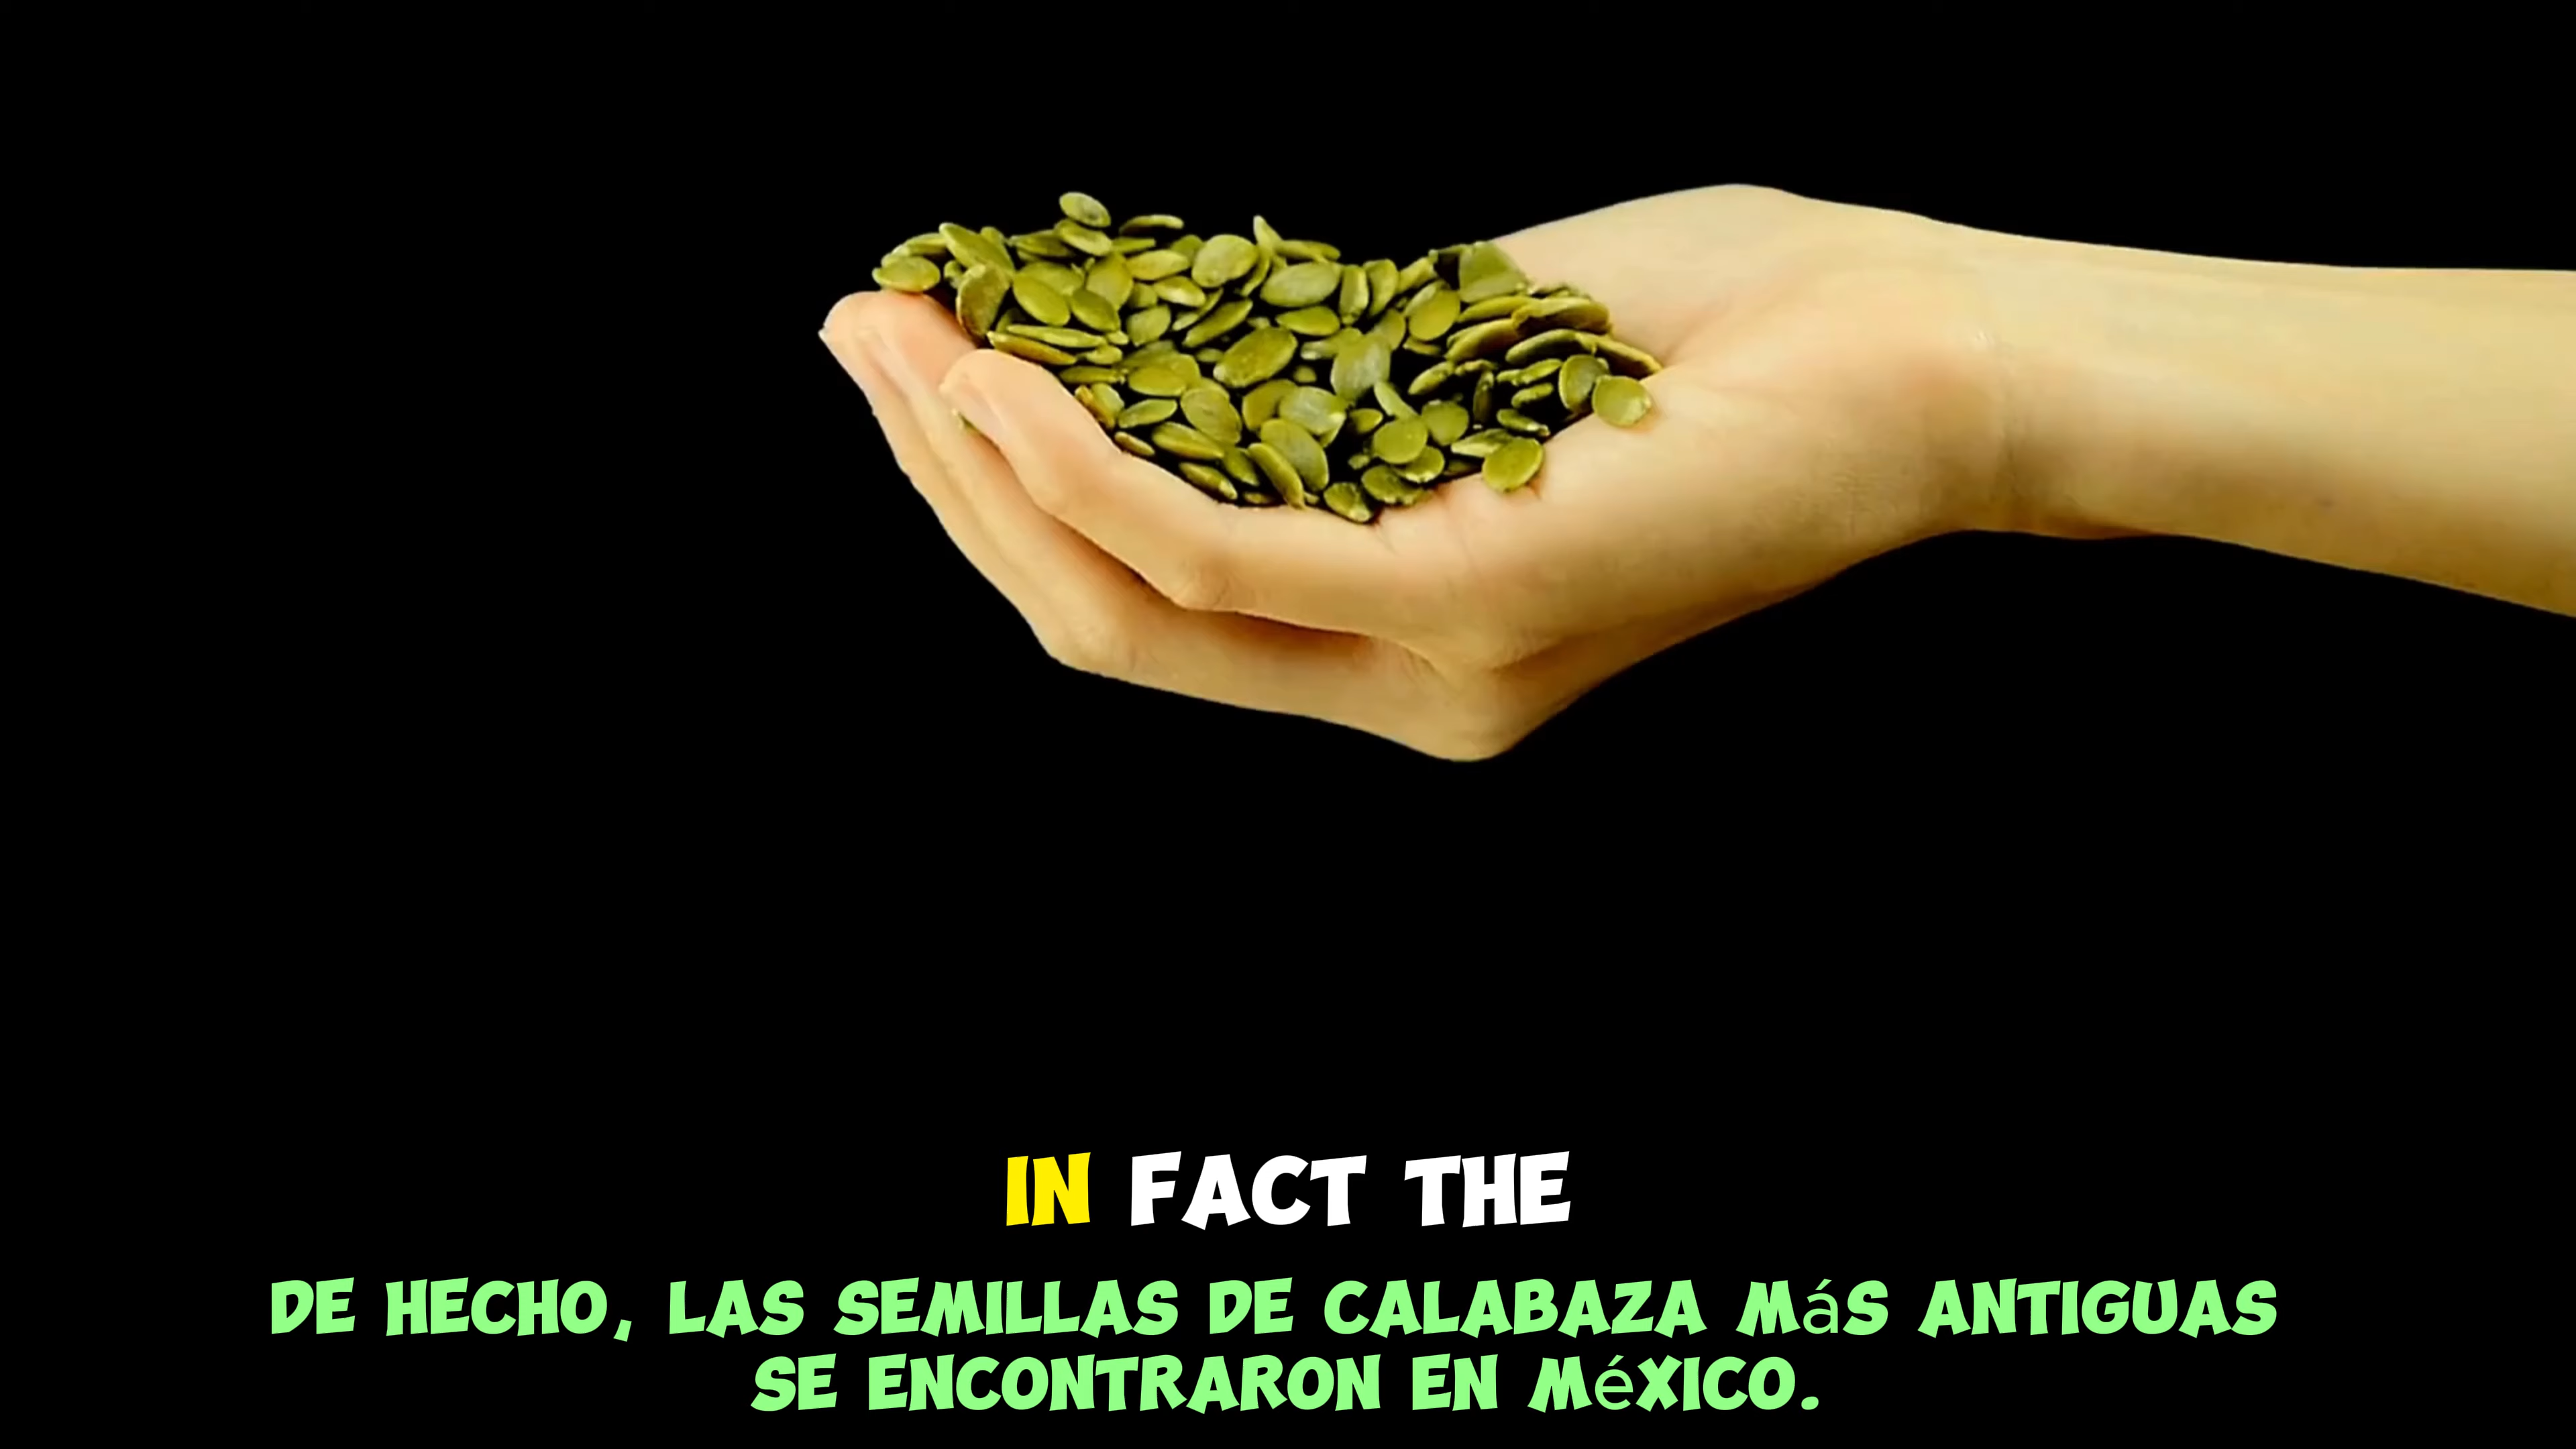 IN FACT THE
DE HECHO, LAS SEMILLAS DE CALABAZA MáS ANTIGUAS
SE ENCONTRARON EN MéXICO.